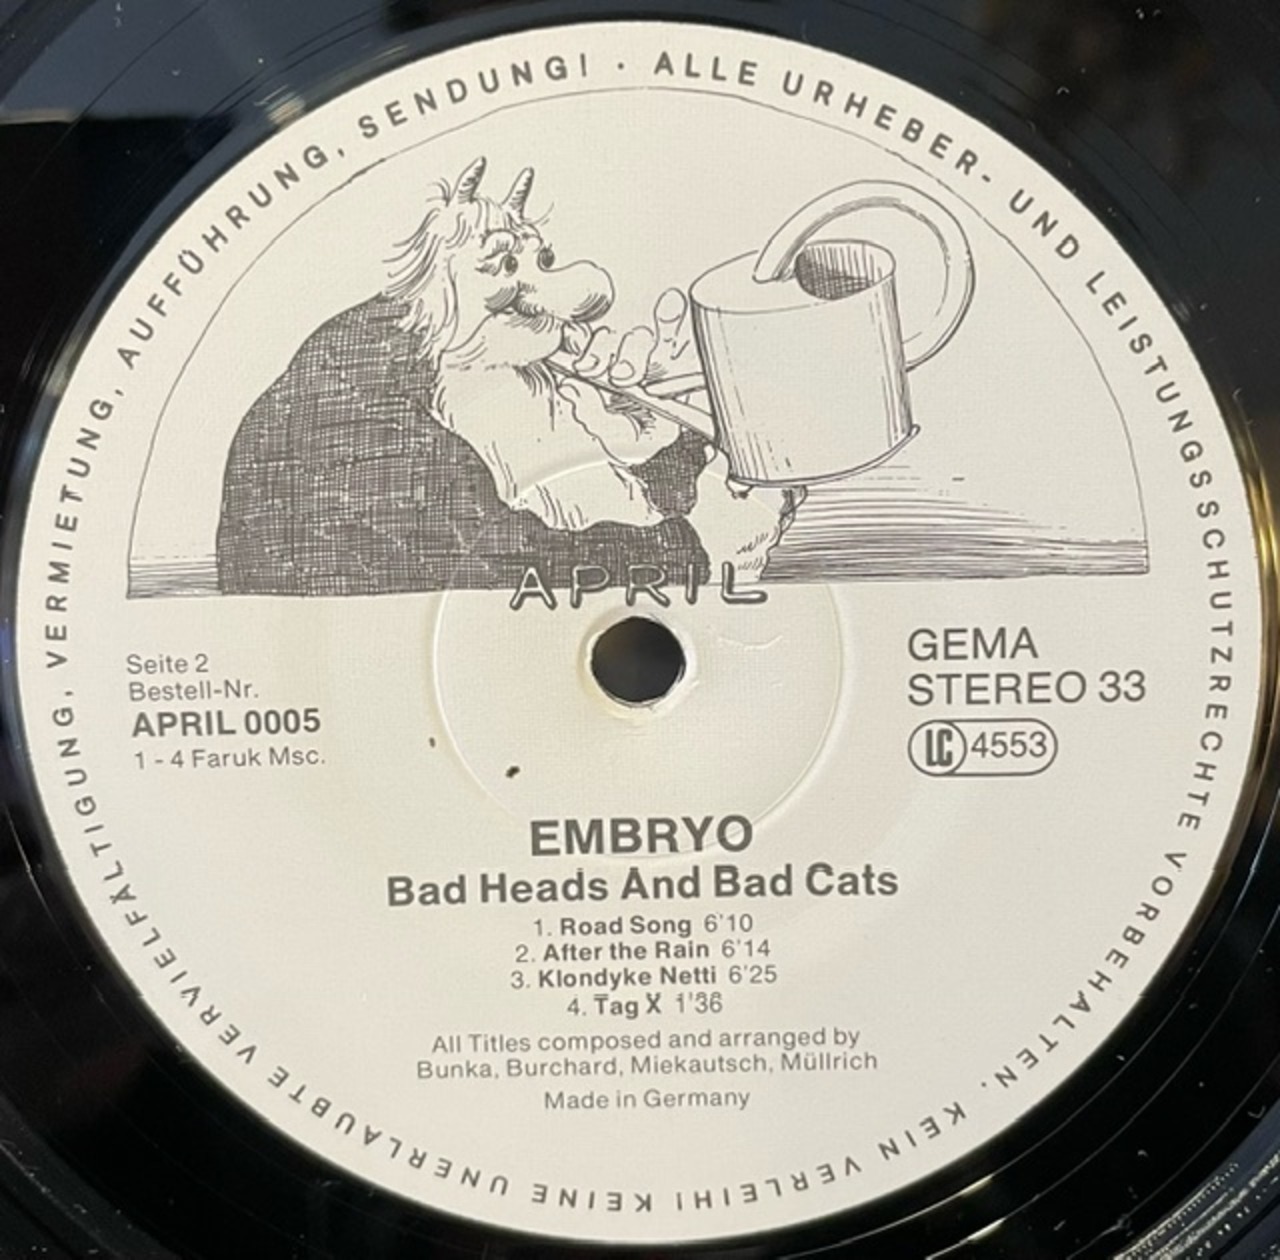 ALLE URHEBER- UND LEISTUNGSSCHUTZRECHTE VORBEHALTEN. KEIN VERLEIH! KEINE UNERLAUBTE VERVIELFÄLTIGUNG, VERMIETUNG, AUFFÜHRUNG, SENDUNG! ·
APRIL
Seite 2
Bestell-Nr.
APRIL 0005
1 - 4 Faruk Msc.
GEMA
STEREO 33
LC 4553
EMBRYO
Bad Heads And Bad Cats
1. Road Song 6'10
2. After the Rain 6'14
3. Klondyke Netti 6'25
4. Tag X 1'36
All Titles composed and arranged by
Bunka, Burchard, Miekautsch, Müllrich
Made in Germany